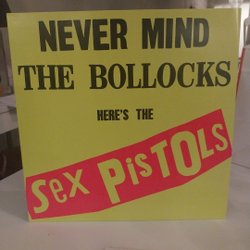 NEVER MIND
THE BOLLOCKS
HERE'S THE
Sex PisTOLs